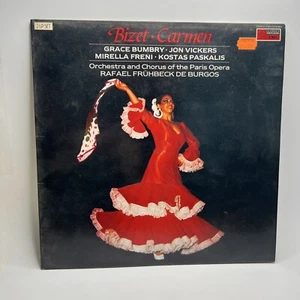 Bizet · Carmen
GRACE BUMBRY · JON VICKERS
MIRELLA FRENI · KOSTAS PASKALIS
Orchestra and Chorus of the Paris Opera
RAFAEL FRÜHBECK DE BURGOS